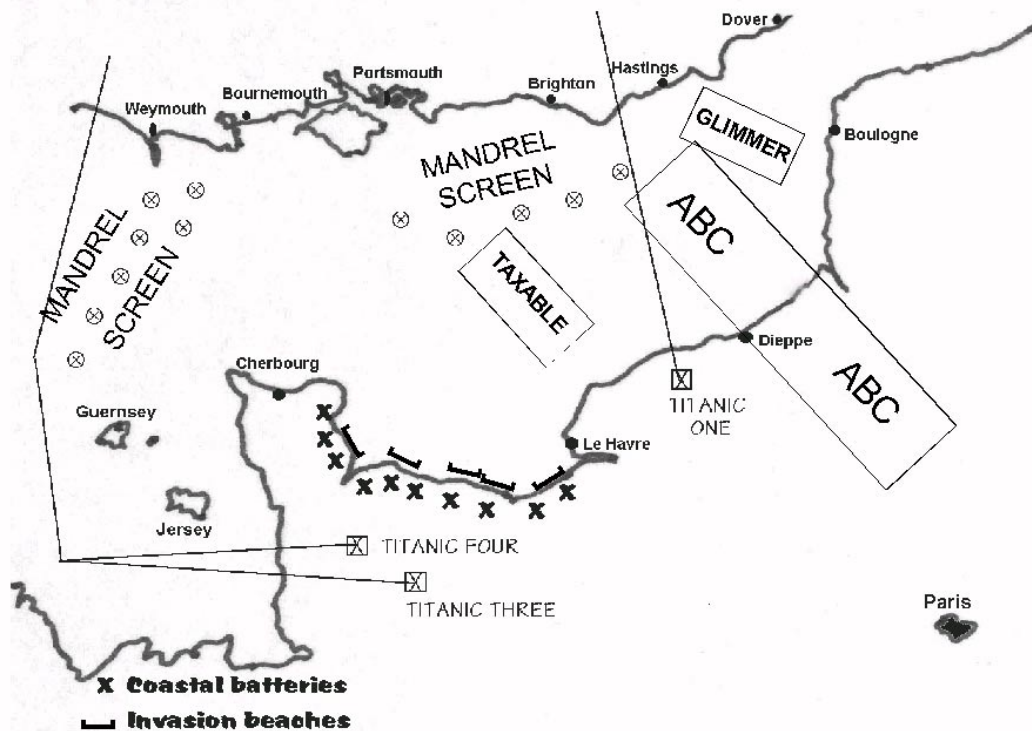 Dover
Hastings
Portsmouth
Brighton
Bournemouth
Weymouth
GLIMMER
Boulogne
MANDREL
SCREEN
ABC
MANDREL
SCREEN
TAXABLE
Dieppe
Cherbourg
ABC
TITANIC
ONE
Guernsey
Le Havre
Jersey
TITANIC FOUR
TITANIC THREE
Paris
X Coastal batteries
Invasion beaches